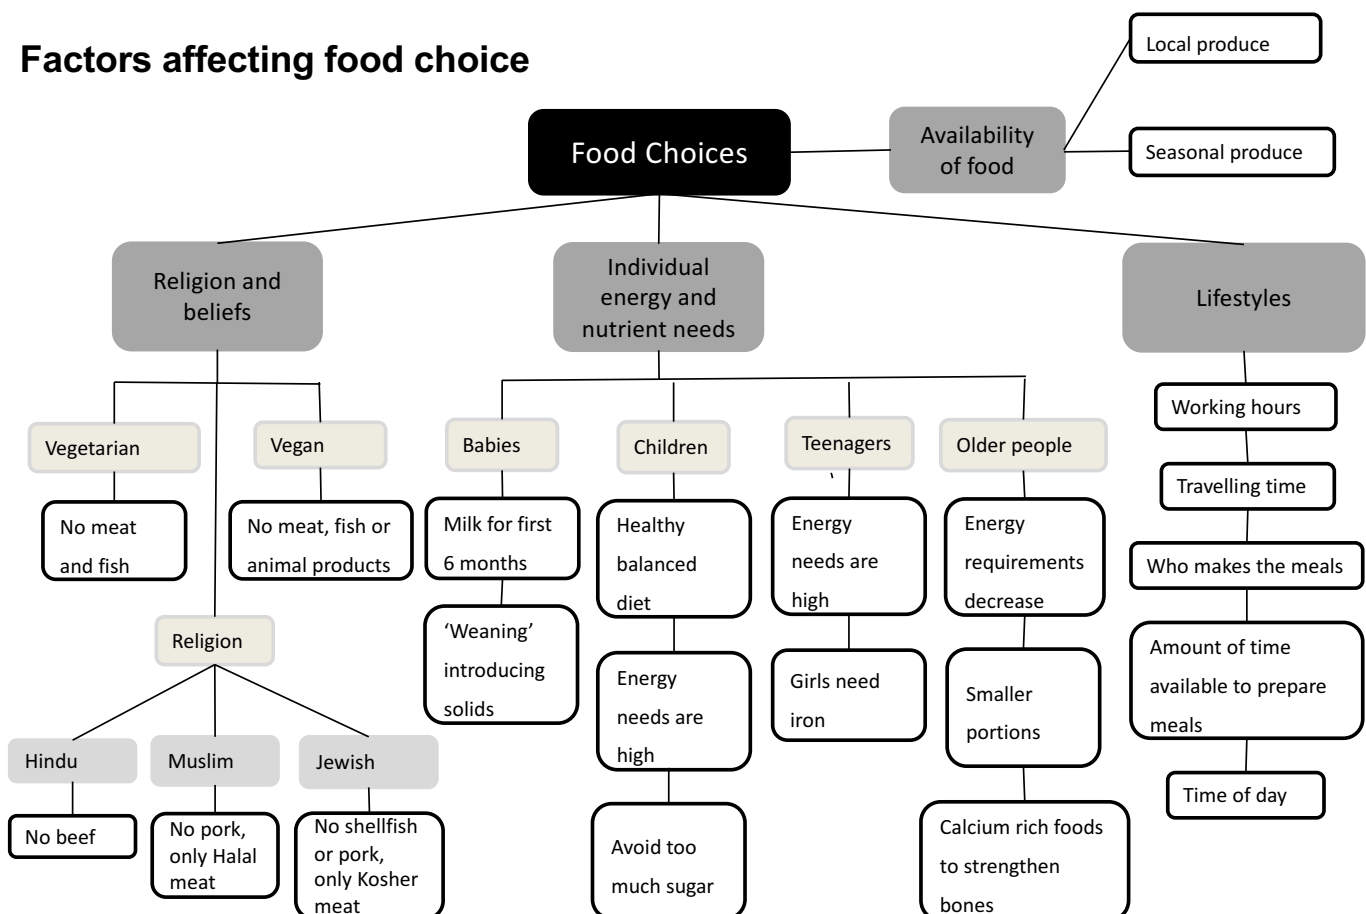 Factors affecting food choice
Local produce
Food Choices
Availability
of food
Seasonal produce
Religion and
beliefs
Individual
energy and
nutrient needs
Lifestyles
Vegetarian
No meat
and fish
Vegan
No meat, fish or
animal products
Religion
Hindu
No beef
Muslim
No pork,
only Halal
meat
Jewish
No shellfish
or pork,
only Kosher
meat
Babies
Milk for first
6 months
‘Weaning’
introducing
solids
Children
Healthy
balanced
diet
Energy
needs are
high
Avoid too
much sugar
Teenagers
Energy
needs are
high
Girls need
iron
Older people
Energy
requirements
decrease
Smaller
portions
Calcium rich foods
to strengthen
bones
Working hours
Travelling time
Who makes the meals
Amount of time
available to prepare
meals
Time of day